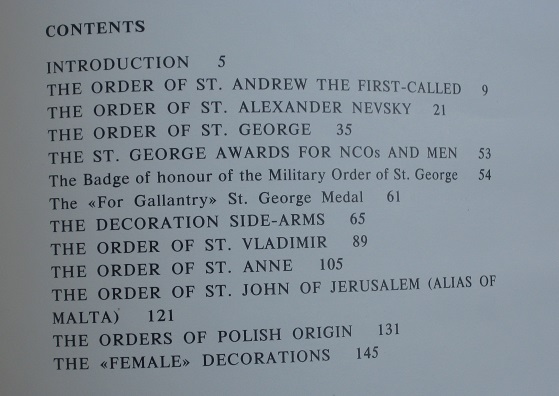 CONTENTS
INTRODUCTION 5
THE ORDER OF ST. ANDREW THE FIRST-CALLED 9
THE ORDER OF ST. ALEXANDER NEVSKY 21
THE ORDER OF ST. GEORGE 35
THE ST. GEORGE AWARDS FOR NCOs AND MEN 53
The Badge of honour of the Military Order of St. George 54
The «For Gallantry» St. George Medal 61
THE DECORATION SIDE-ARMS 65
THE ORDER OF ST. VLADIMIR 89
THE ORDER OF ST. ANNE 105
THE ORDER OF ST. JOHN OF JERUSALEM (ALIAS OF
MALTA) 121
THE ORDERS OF POLISH ORIGIN 131
THE «FEMALE» DECORATIONS 145